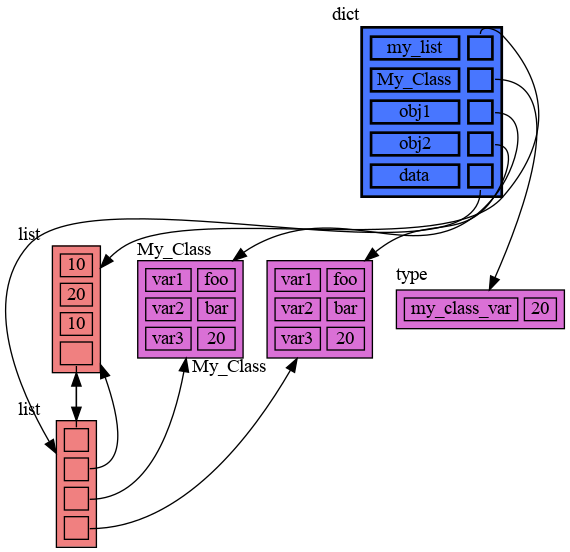 dict
my_list
My_Class
obj1
obj2
data
list
10
20
10
My_Class
var1 foo
var2 bar
var3 20
var1 foo
var2 bar
var3 20
My_Class
type
my_class_var 20
list